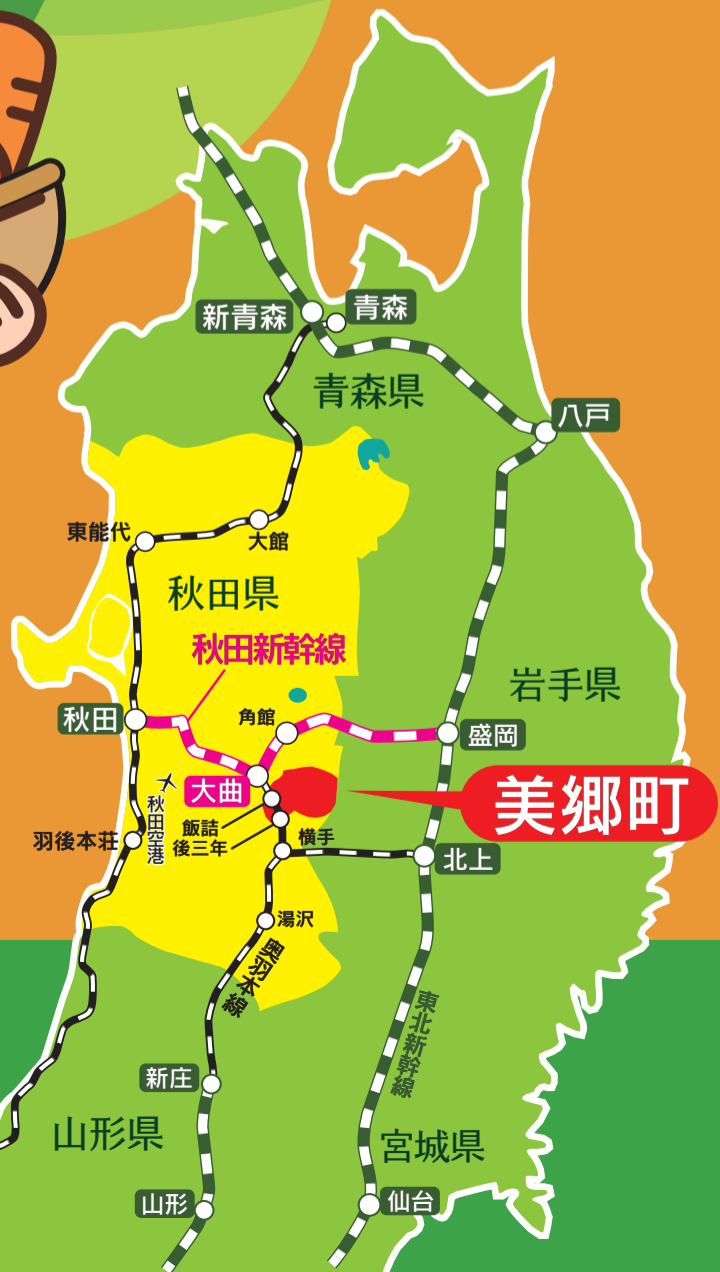 新青森
青森
青森県
八戸
東能代
大館
秋田県
秋田新幹線
岩手県
秋田
角館
盛岡
大曲
美郷町
秋田空港
飯詰
後三年
横手
羽後本荘
北上
湯沢
奥羽本線
東北新幹線
新庄
山形県
宮城県
山形
仙台